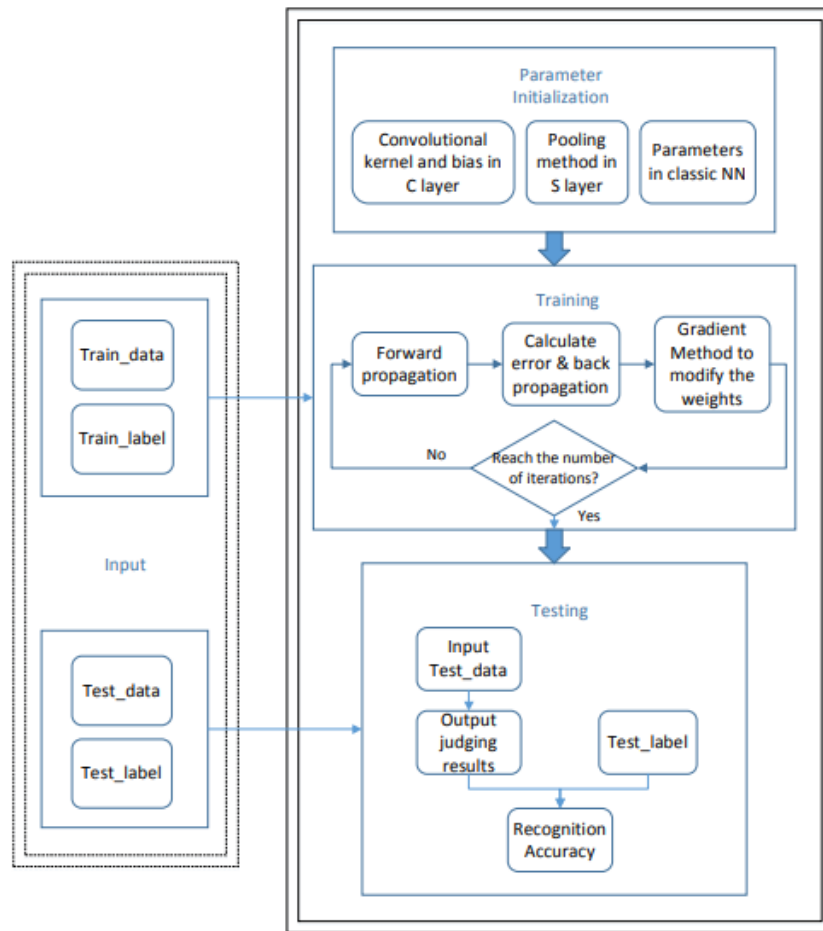 Parameter
Initialization
Convolutional
kernel and bias in
C layer
Pooling
method in
S layer
Parameters
in classic NN
Training
Forward
propagation
Calculate
error & back
propagation
Gradient
Method to
modify the
weights
No
Reach the number
of iterations?
Yes
Train_data
Train_label
Input
Test_data
Test_label
Testing
Input
Test_data
Output
judging
results
Test_label
Recognition
Accuracy